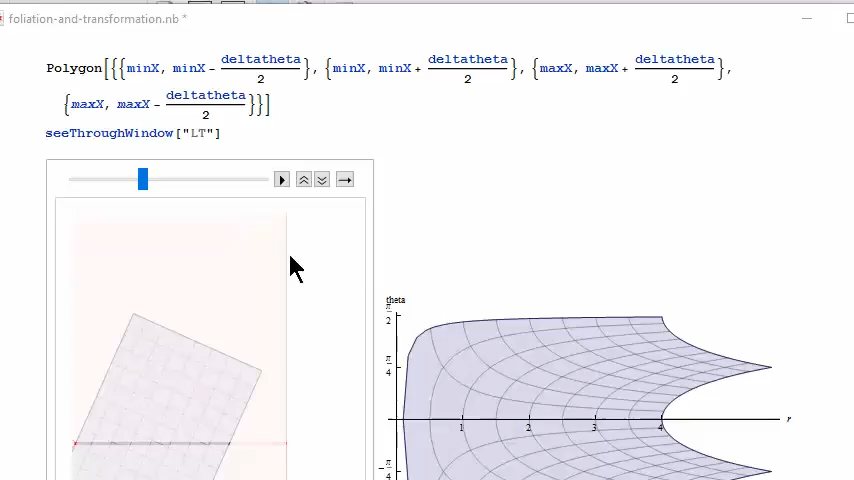 foliation-and-transformation.nb *
Polygon[{{minX, minX - deltatheta/2}, {minX, minX + deltatheta/2}, {maxX, maxX + deltatheta/2},
{maxX, maxX - deltatheta/2}}]
seeThroughWindow["LT"]
theta
π/2
π/4
1 2 3 4 r
-π/4